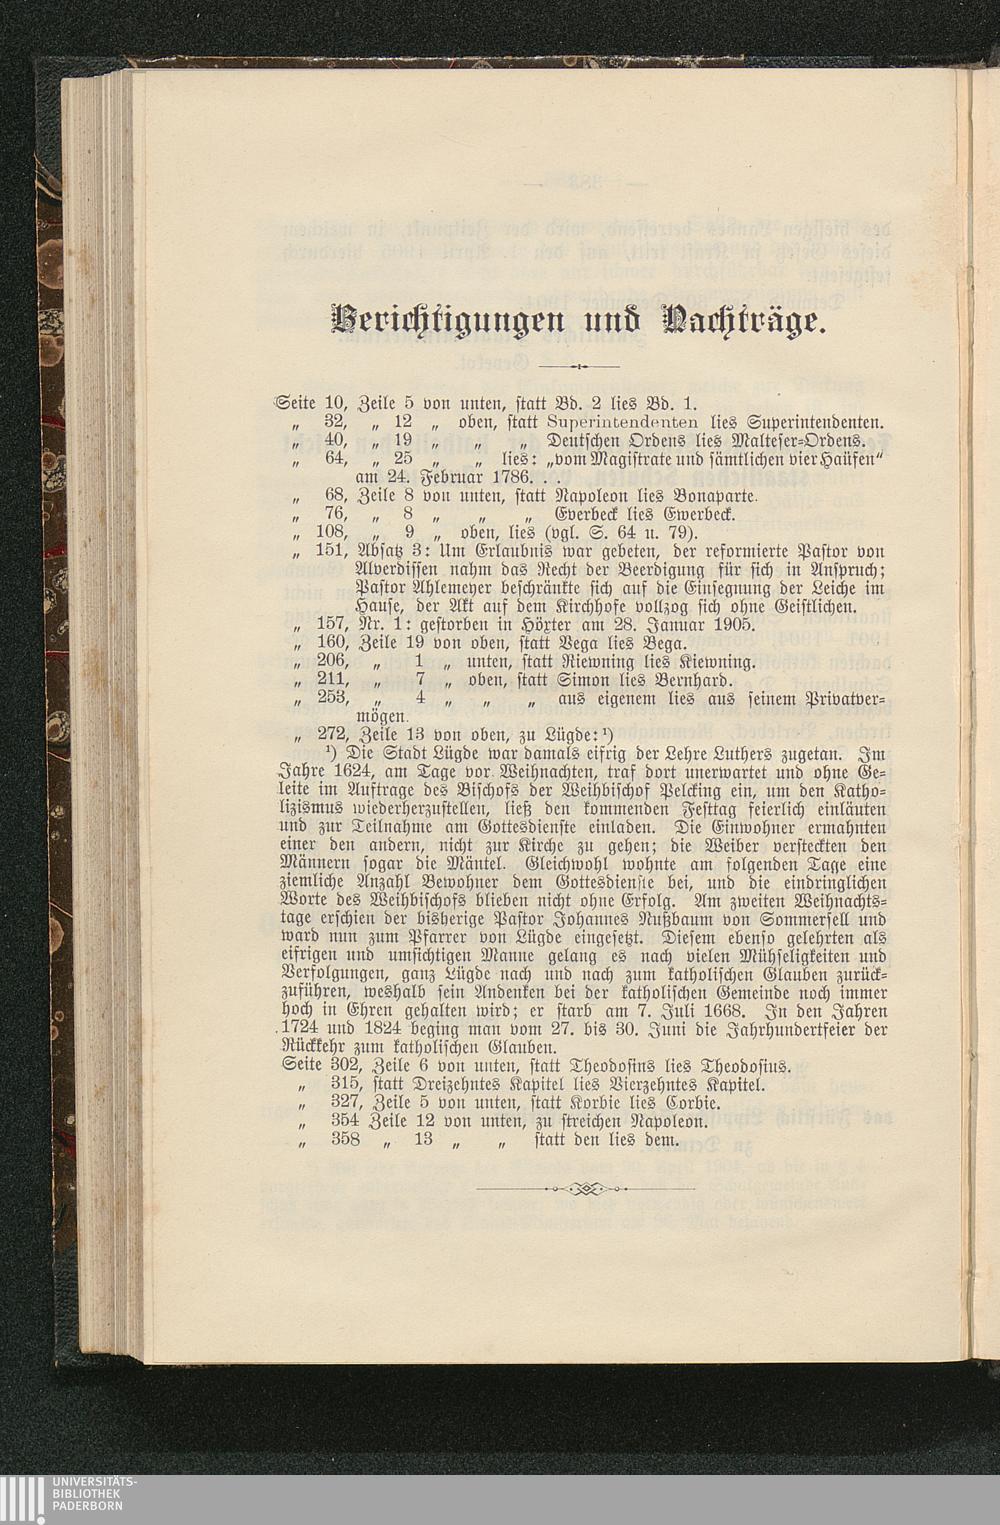 Berichtigungen und Nachträge.
Seite 10, Zeile 5 von unten, statt Bd. 2 lies Bd. 1.
„ 32, „ 12 „ oben, statt Superintendenten lies Superintendenten.
„ 40, „ 19 „ „ „ Deutschen Ordens lies Malteser-Ordens.
„ 64, „ 25 „ „ lies: „vom Magistrate und sämtlichen vier Haüfen“
am 24. Februar 1786. . .
„ 68, Zeile 8 von unten, statt Napoleon lies Bonaparte.
„ 76, „ 8 „ „ „ Everbeck lies Ewerbeck.
„ 108, „ 9 „ oben, lies (vgl. S. 64 u. 79).
„ 151, Absatz 3: Um Erlaubnis war gebeten, der reformierte Pastor von
Alverdissen nahm das Recht der Beerdigung für sich in Anspruch;
Pastor Ahlemeyer beschränkte sich auf die Einsegnung der Leiche im
Hause, der Akt auf dem Kirchhofe vollzog sich ohne Geistlichen.
„ 157, Nr. 1: gestorben in Höxter am 28. Januar 1905.
„ 160, Zeile 19 von oben, statt Vega lies Bega.
„ 206, „ 1 „ unten, statt Riewning lies Kiewning.
„ 211, „ 7 „ oben, statt Simon lies Bernhard.
„ 253, „ 4 „ „ „ aus eigenem lies aus seinem Privatver-
mögen.
„ 272, Zeile 13 von oben, zu Lügde: ¹)
¹) Die Stadt Lügde war damals eifrig der Lehre Luthers zugetan. Im
Jahre 1624, am Tage vor Weihnachten, traf dort unerwartet und ohne Ge-
leite im Auftrage des Bischofs der Weihbischof Pelcking ein, um den Katho-
lizismus wiederherzustellen, ließ den kommenden Festtag feierlich einläuten
und zur Teilnahme am Gottesdienste einladen. Die Einwohner ermahnten
einer den andern, nicht zur Kirche zu gehen; die Weiber versteckten den
Männern sogar die Mäntel. Gleichwohl wohnte am folgenden Tage eine
ziemliche Anzahl Bewohner dem Gottesdienste bei, und die eindringlichen
Worte des Weihbischofs blieben nicht ohne Erfolg. Am zweiten Weihnachts-
tage erschien der bisherige Pastor Johannes Nußbaum von Sommersell und
ward nun zum Pfarrer von Lügde eingesetzt. Diesem ebenso gelehrten als
eifrigen und umsichtigen Manne gelang es nach vielen Mühseligkeiten und
Verfolgungen, ganz Lügde nach und nach zum katholischen Glauben zurück-
zuführen, weshalb sein Andenken bei der katholischen Gemeinde noch immer
hoch in Ehren gehalten wird; er starb am 7. Juli 1668. In den Jahren
1724 und 1824 beging man vom 27. bis 30. Juni die Jahrhundertfeier der
Rückkehr zum katholischen Glauben.
Seite 302, Zeile 6 von unten, statt Theodosins lies Theodosius.
„ 315, statt Dreizehntes Kapitel lies Vierzehntes Kapitel.
„ 327, Zeile 5 von unten, statt Korbie lies Corbie.
„ 354 Zeile 12 von unten, zu streichen Napoleon.
„ 358 „ 13 „ „ statt den lies dem.
UNIVERSITÄTS-
BIBLIOTHEK
PADERBORN